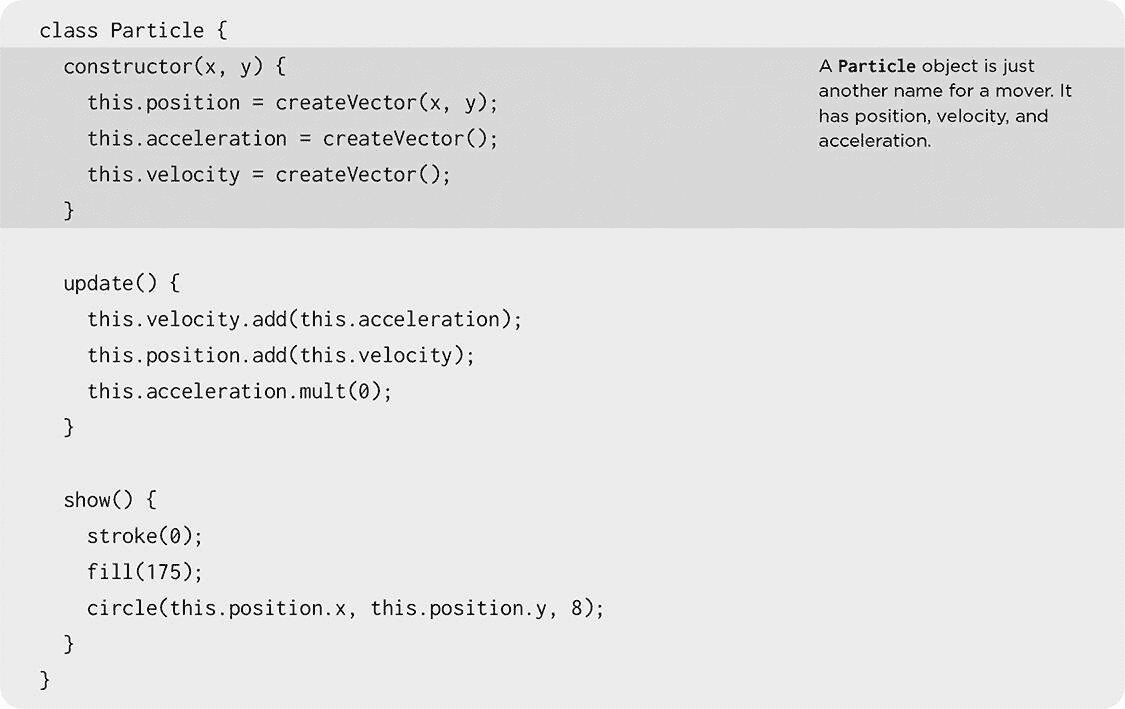 class Particle {
  constructor(x, y) {
    this.position = createVector(x, y);
    this.acceleration = createVector();
    this.velocity = createVector();
  }
A Particle object is just
another name for a mover. It
has position, velocity, and
acceleration.
  update() {
    this.velocity.add(this.acceleration);
    this.position.add(this.velocity);
    this.acceleration.mult(0);
  }
  show() {
    stroke(0);
    fill(175);
    circle(this.position.x, this.position.y, 8);
  }
}